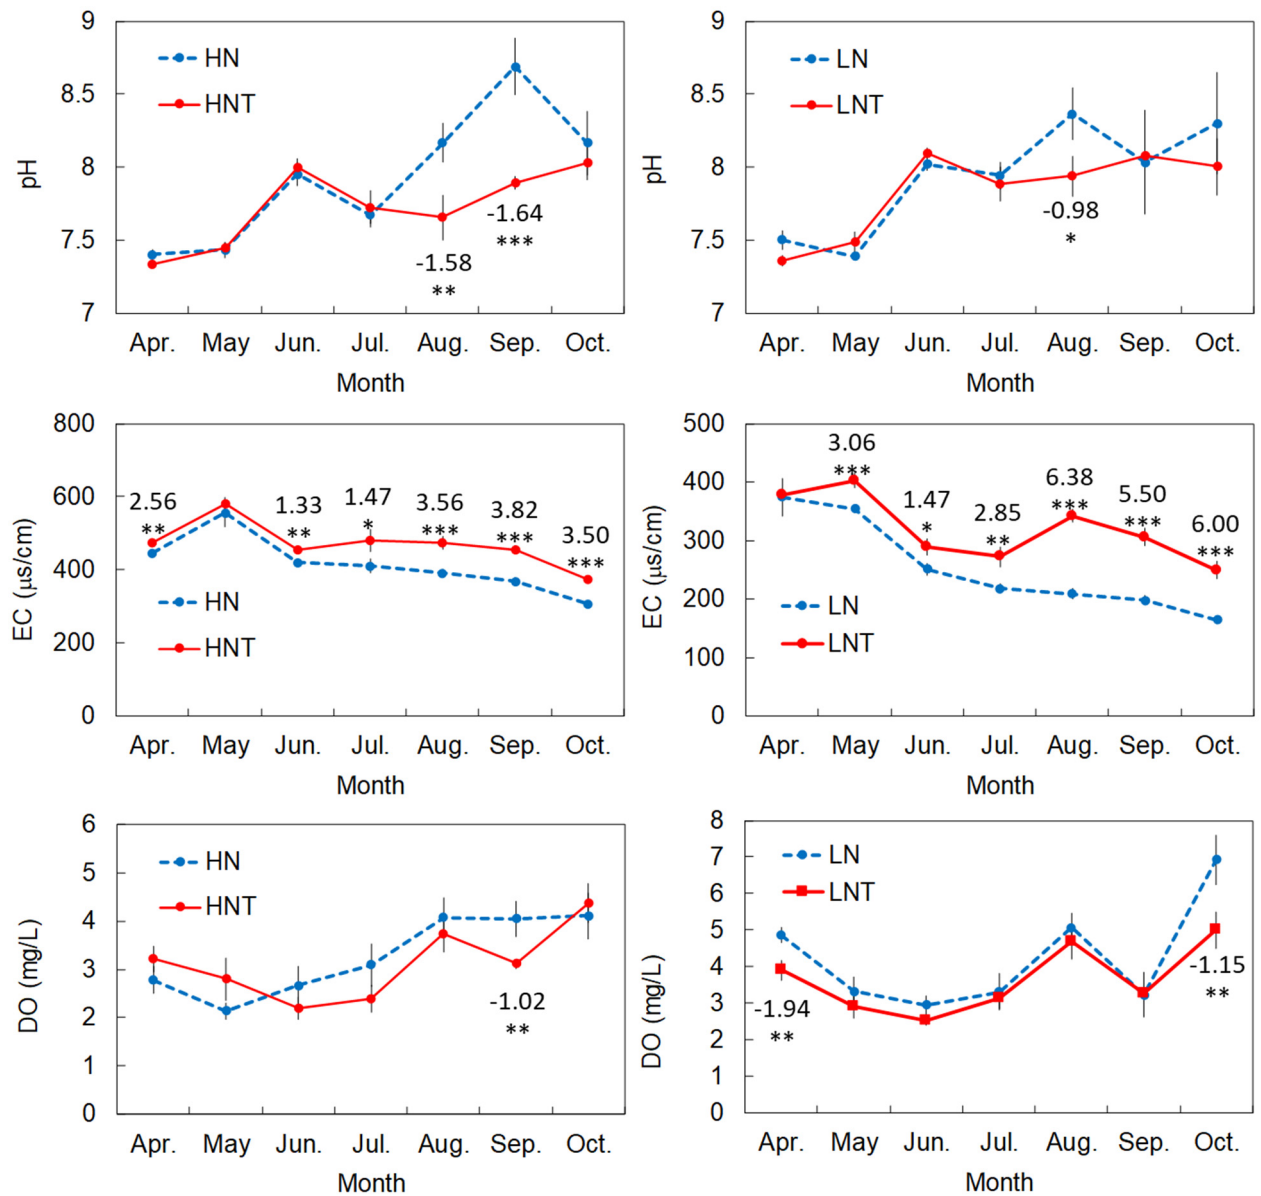 9
8.5
8
7.5
7
pH
HN
HNT
-1.64
***
-1.58
**
Apr. May Jun. Jul. Aug. Sep. Oct.
Month
9
8.5
8
7.5
7
pH
LN
LNT
-0.98
*
Apr. May Jun. Jul. Aug. Sep. Oct.
Month
800
600
400
200
0
EC (μs/cm)
2.56
**
1.33
**
1.47
*
3.56
***
3.82
***
3.50
***
HN
HNT
Apr. May Jun. Jul. Aug. Sep. Oct.
Month
500
400
300
200
100
0
EC (μs/cm)
3.06
***
1.47
*
2.85
**
6.38
***
5.50
***
6.00
***
LN
LNT
Apr. May Jun. Jul. Aug. Sep. Oct.
Month
6
5
4
3
2
1
0
DO (mg/L)
HN
HNT
-1.02
**
Apr. May Jun. Jul. Aug. Sep. Oct.
Month
8
7
6
5
4
3
2
1
0
DO (mg/L)
LN
LNT
-1.94
**
-1.15
**
Apr. May Jun. Jul. Aug. Sep. Oct.
Month